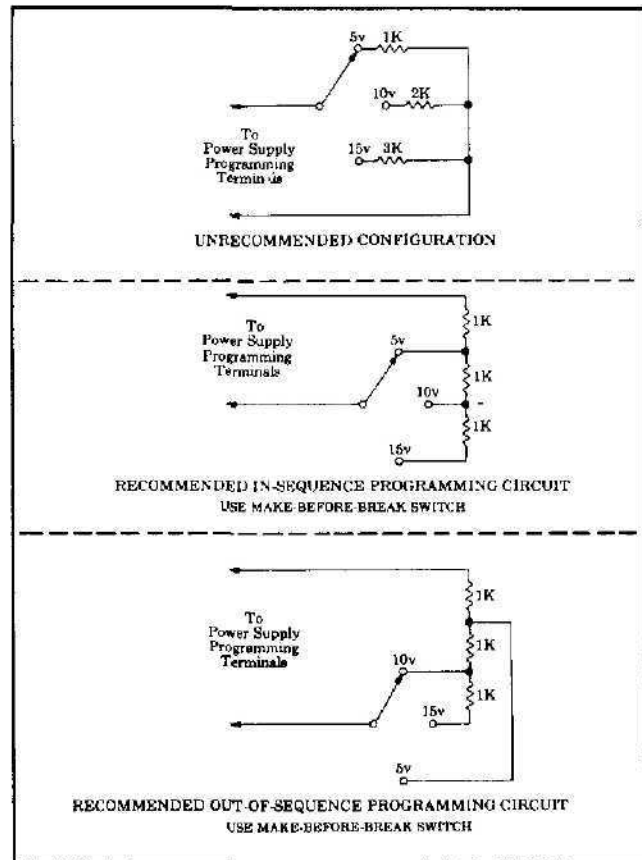 5v 1K
10v 2K
To
Power Supply
Programming
Terminals
15v 3K
UNRECOMMENDED CONFIGURATION
1K
To
Power Supply
Programming
Terminals
5v
1K
10v
1K
15v
RECOMMENDED IN-SEQUENCE PROGRAMMING CIRCUIT
USE MAKE-BEFORE-BREAK SWITCH
1K
To
Power Supply
Programming
Terminals
1K
10v
1K
15v
5v
RECOMMENDED OUT-OF-SEQUENCE PROGRAMMING CIRCUIT
USE MAKE-BEFORE-BREAK SWITCH